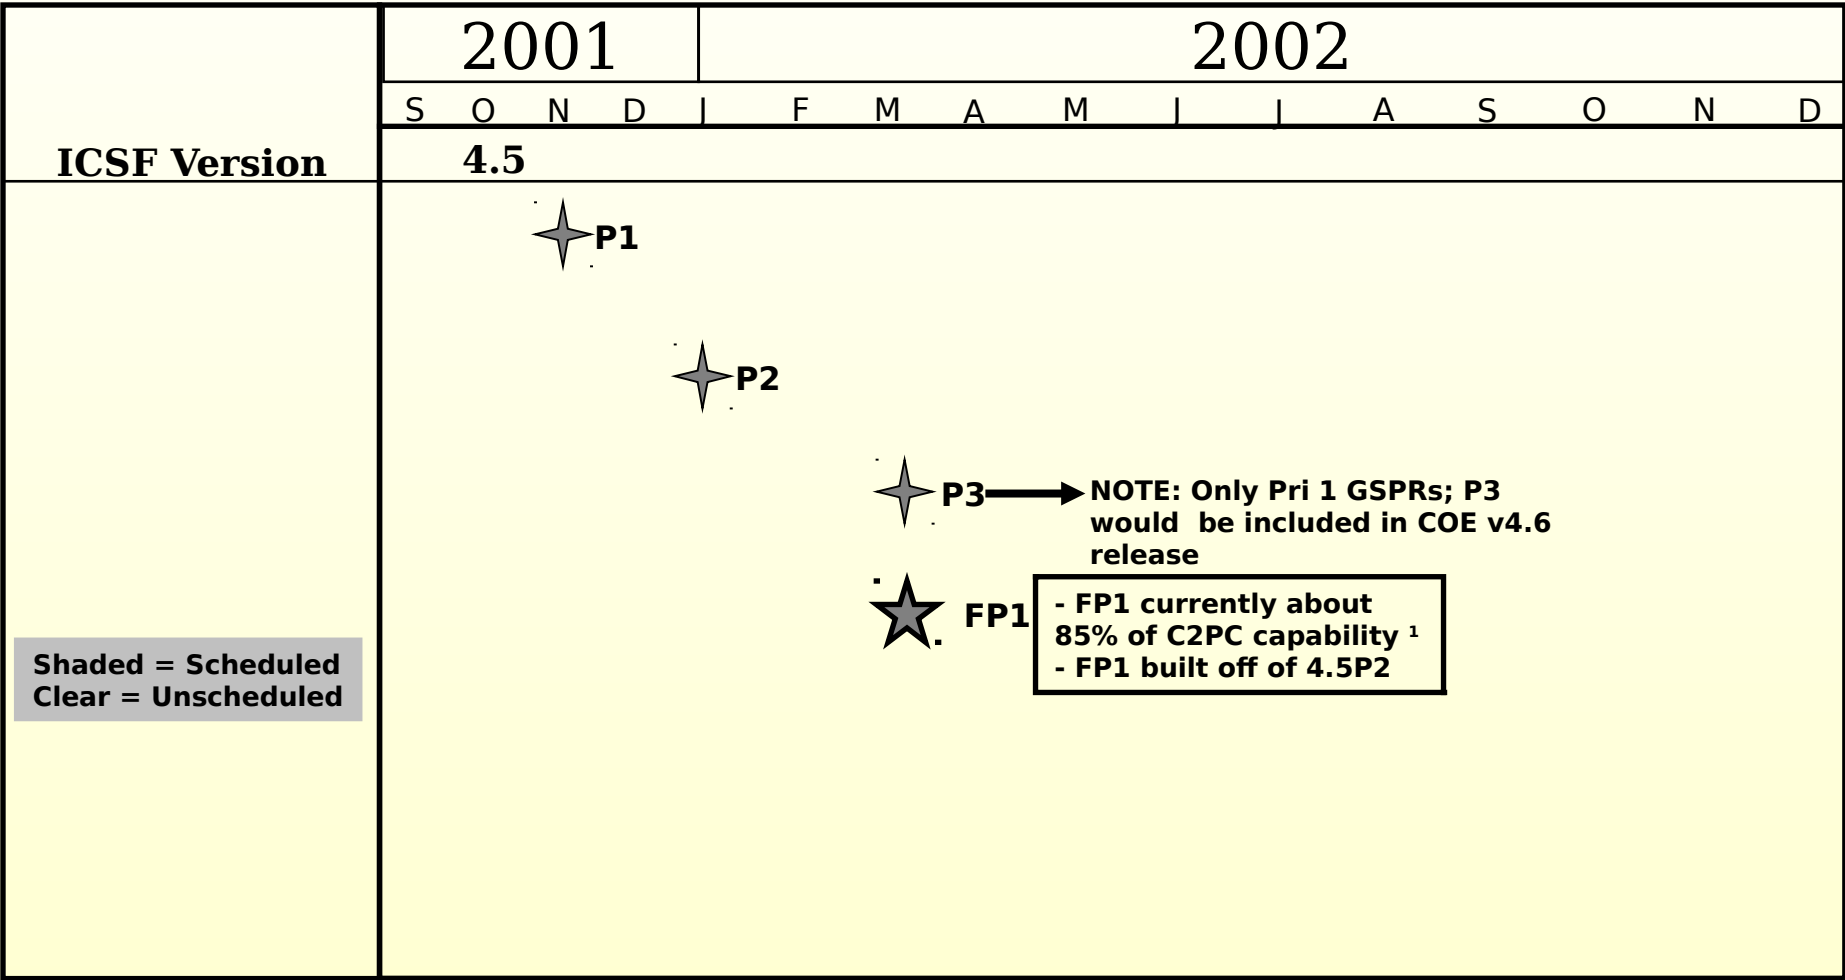 2001 2002
S O N D J F M A M J J A S O N D
ICSF Version 4.5
P1
P2
P3 NOTE: Only Pri 1 GSPRs; P3
would  be included in COE v4.6
release
FP1 - FP1 currently about
85% of C2PC capability ¹
- FP1 built off of 4.5P2
Shaded = Scheduled
Clear = Unscheduled